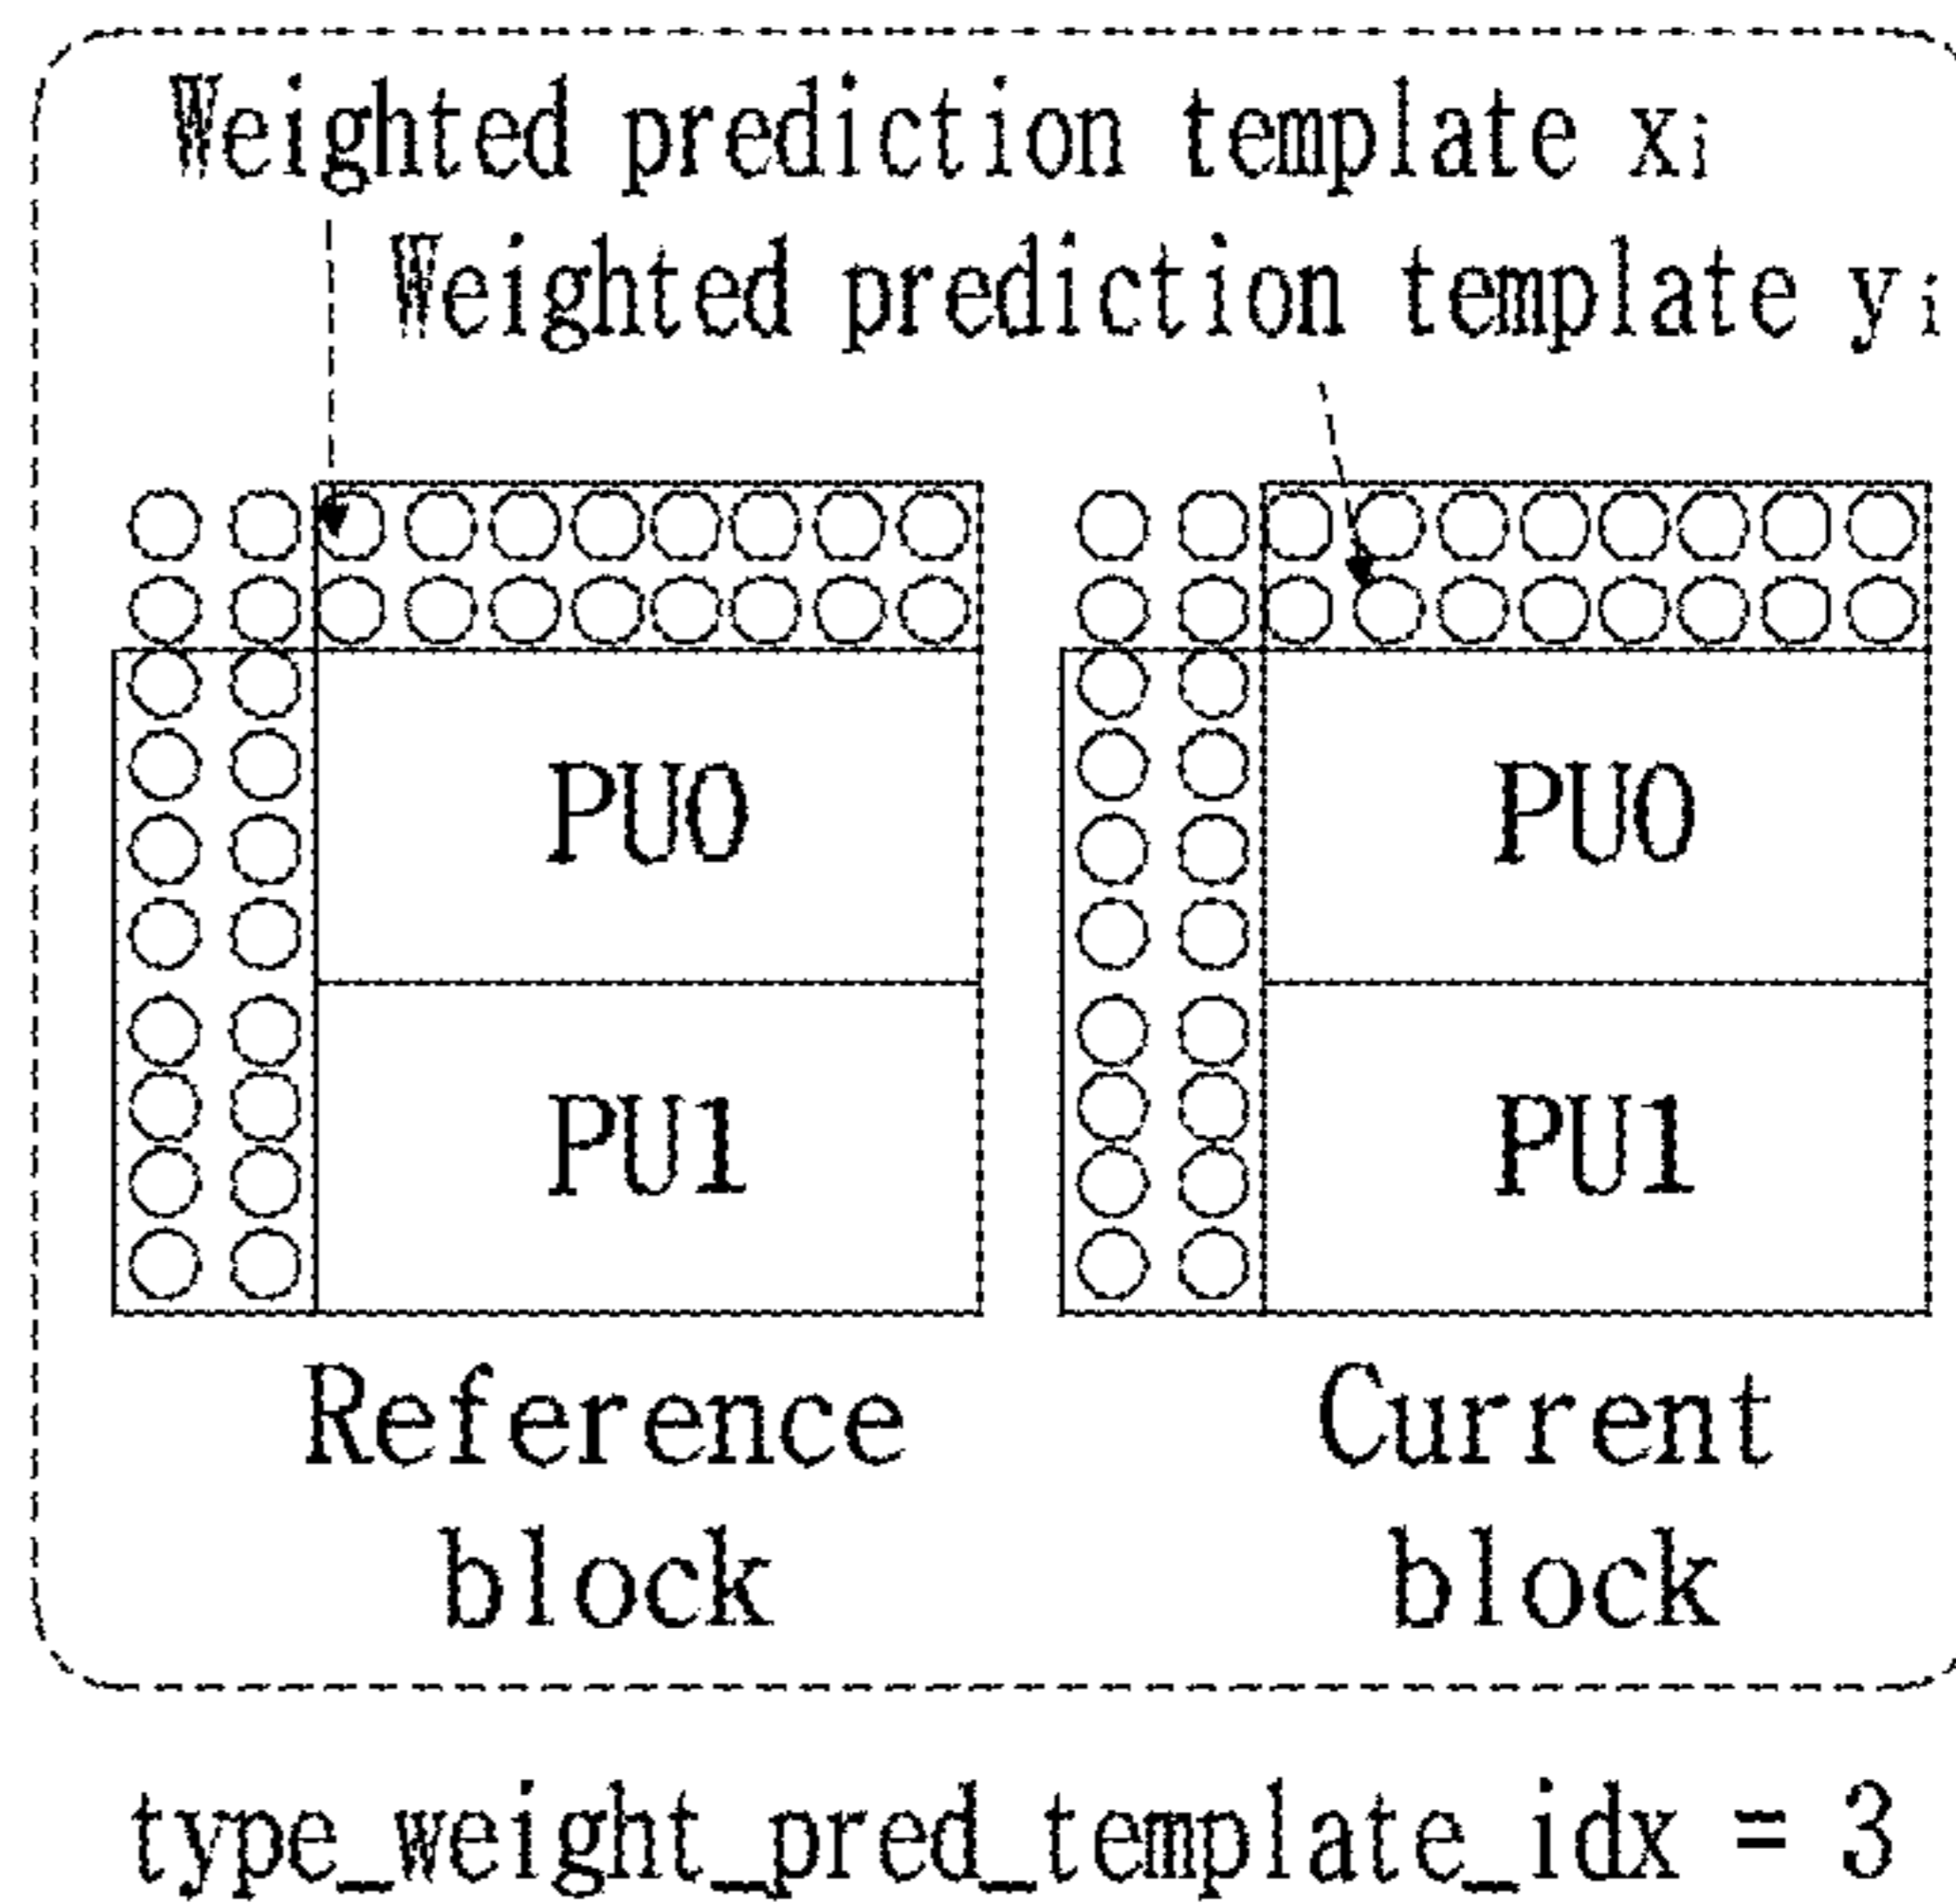 Weighted prediction template xi
Weighted prediction template yi
PU0 PU0
PU1 PU1
Reference Current
block block
type_weight_pred_template_idx = 3